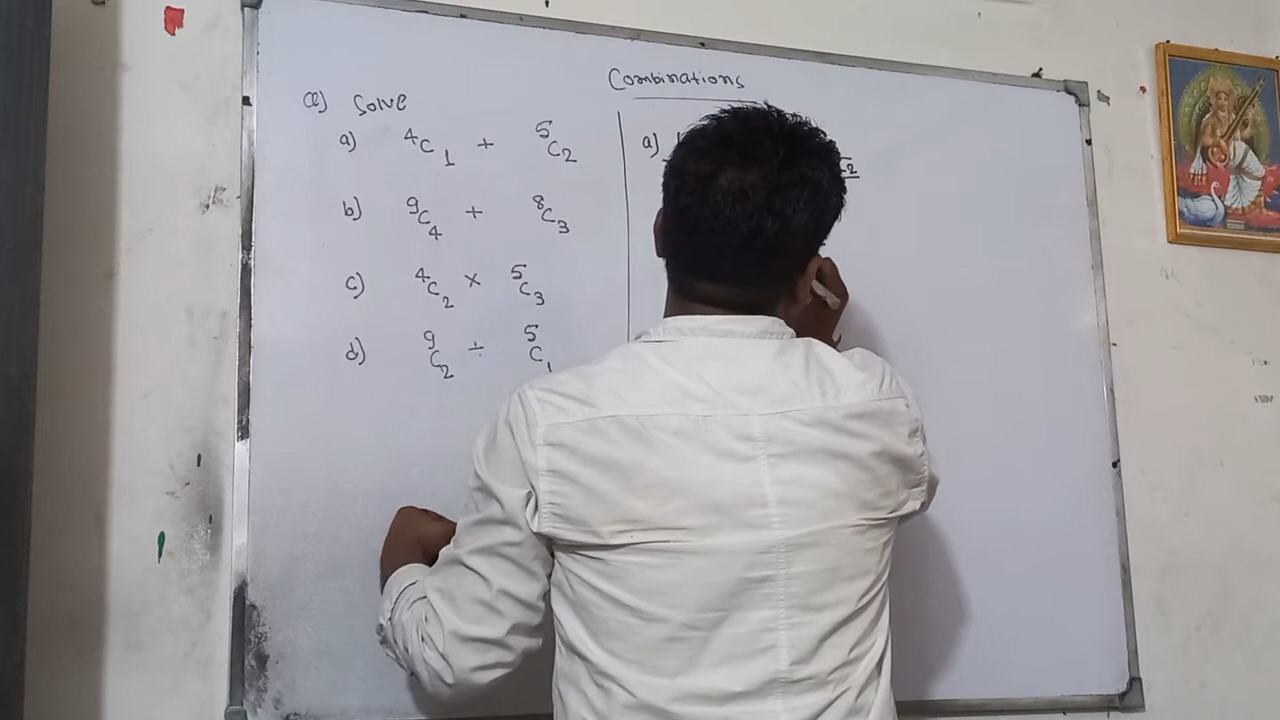 Combinations
Q) Solve
a) ⁴C₁ + ⁵C₂
b) ⁹C₄ + ⁸C₃
c) ⁴C₂ × ⁵C₃
d) ⁹C₂ ÷ ⁵C₁
a)